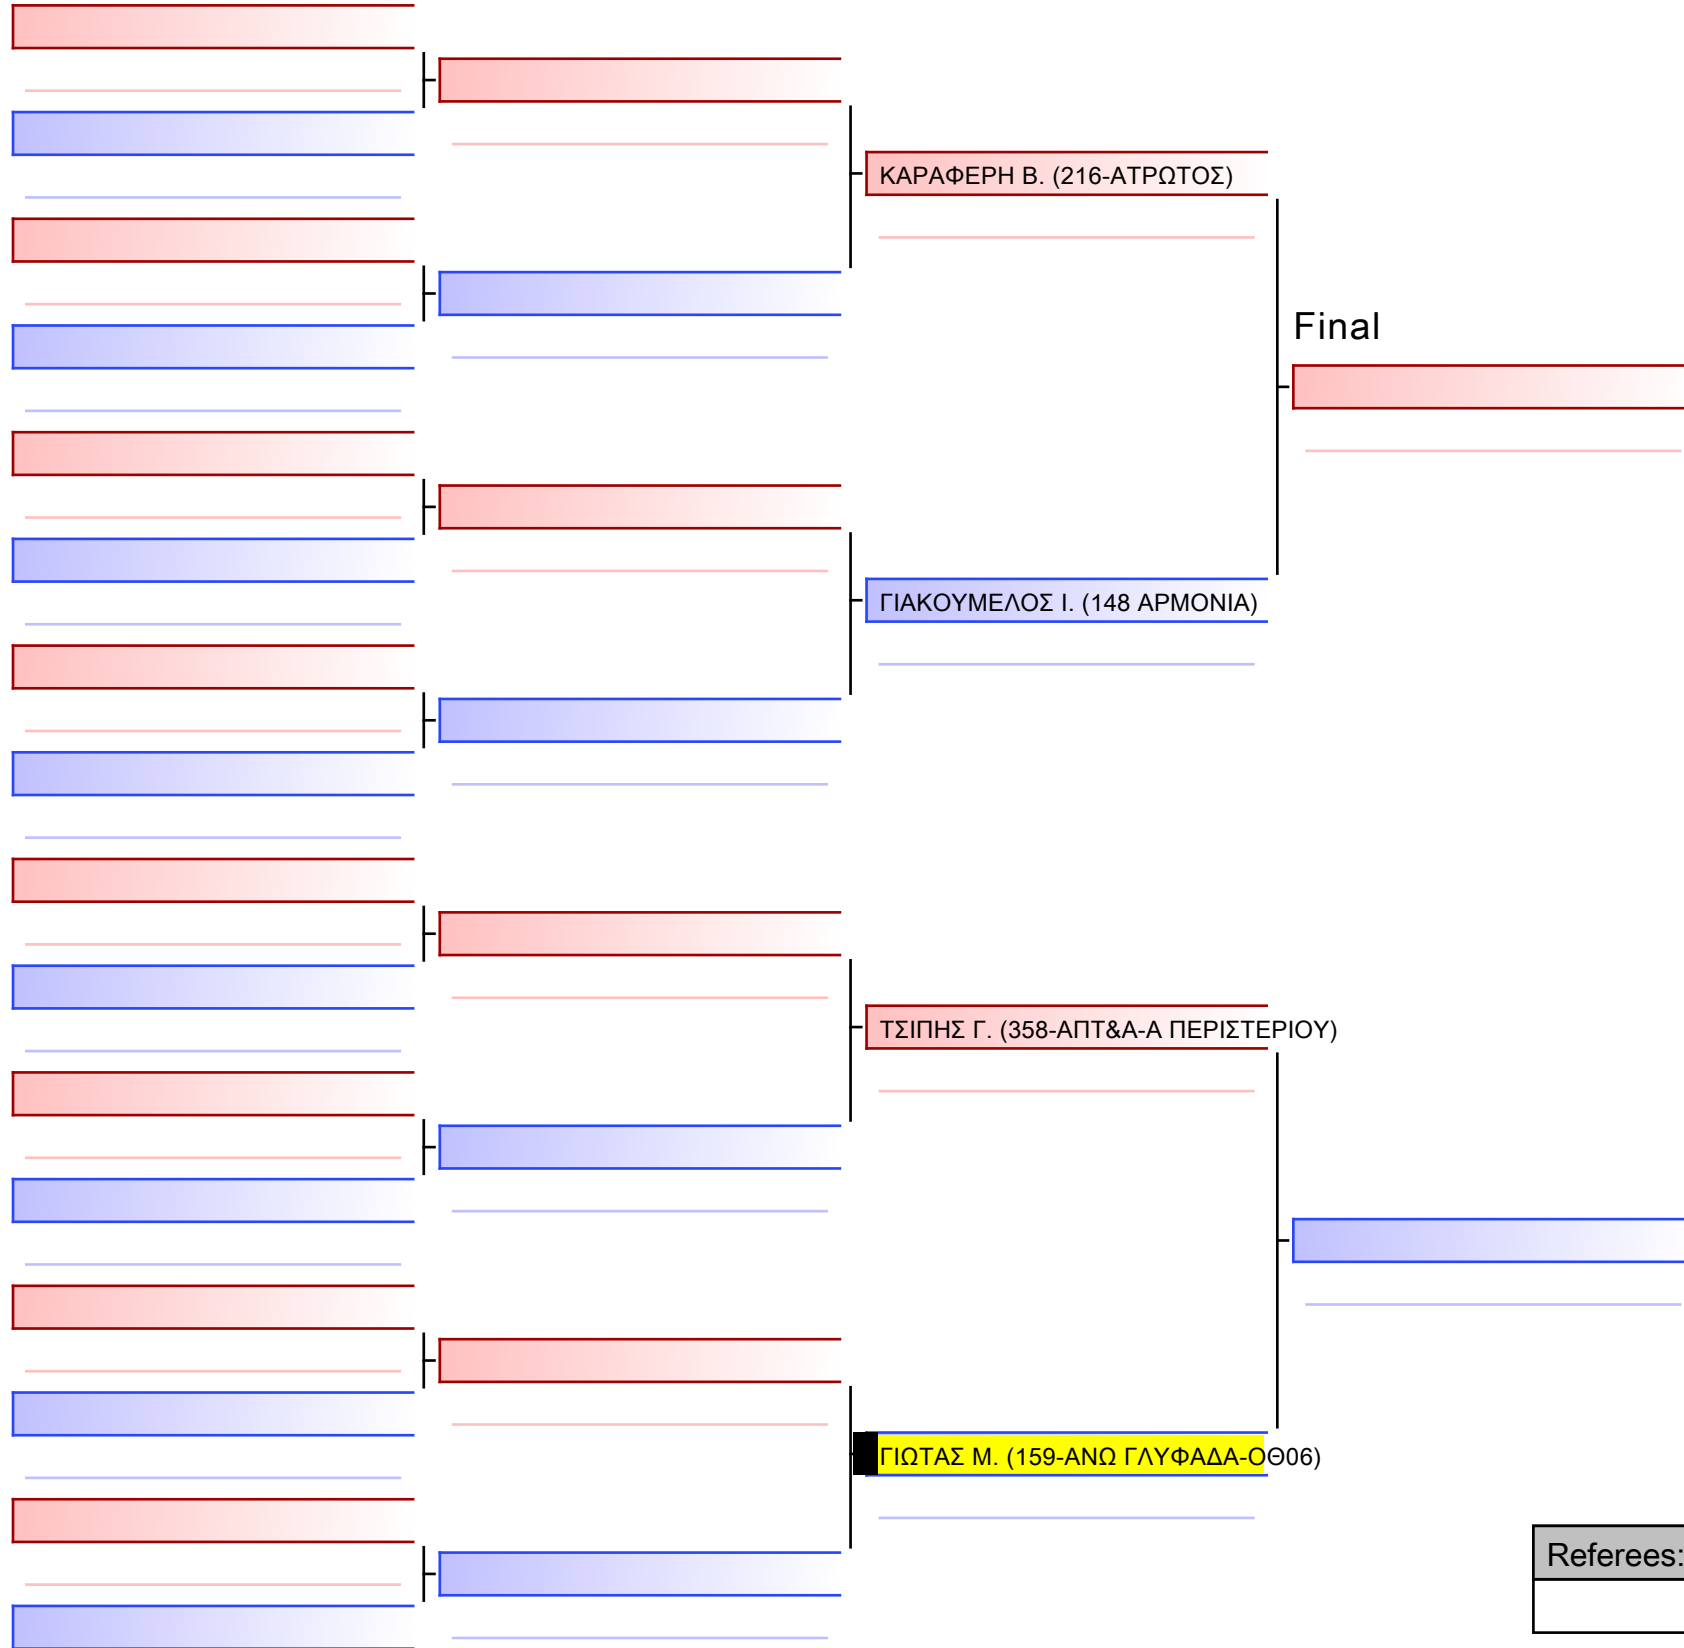 ΚΑΡΑΦΕΡΗ Β. (216-ΑΤΡΩΤΟΣ)
Final
ΓΙΑΚΟΥΜΕΛΟΣ Ι. (148 ΑΡΜΟΝΙΑ)
ΤΣΙΠΗΣ Γ. (358-ΑΠΤ&Α-Α ΠΕΡΙΣΤΕΡΙΟΥ)
ΓΙΩΤΑΣ Μ. (159-ΑΝΩ ΓΛΥΦΑΔΑ-ΟΘ06)
Referees: